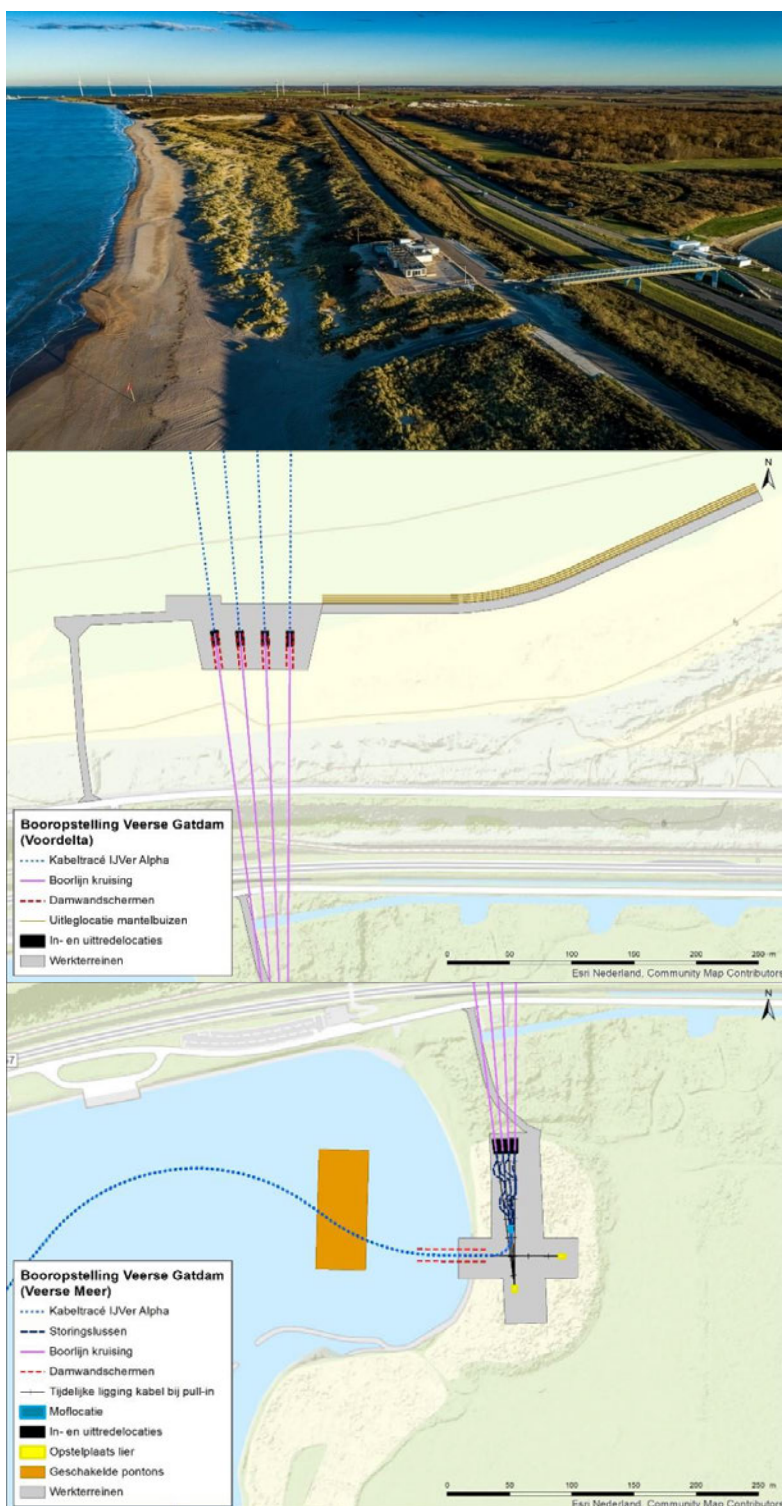 N
Booropstelling Veerse Gatdam
(Voordelta)
Kabeltracé IJVer Alpha
Boorlijn kruising
Damwandschermen
Uitleglocatie mantelbuizen
In- en uittredelocaties
Werkterreinen
0 50 100 150 200 250 m
Esri Nederland, Community Map Contributors
N
57
Booropstelling Veerse Gatdam
(Veerse Meer)
Kabeltracé IJVer Alpha
Storingslussen
Boorlijn kruising
Damwandschermen
Tijdelijke ligging kabel bij pull-in
Moflocatie
In- en uittredelocaties
Opstelplaats lier
Geschakelde pontons
Werkterreinen
0 50 100 150 200 250 m
Esri Nederland, Community Map Contributors